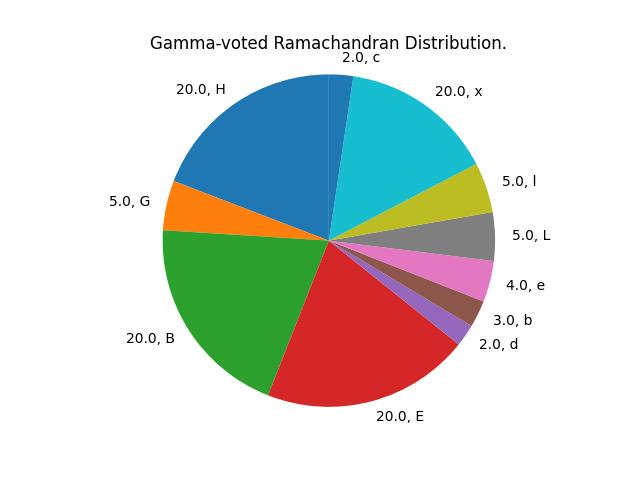 Gamma-voted Ramachandran Distribution.
2.0, c
20.0, H
20.0, x
5.0, l
5.0, G
5.0, L
4.0, e
3.0, b
20.0, B
2.0, d
20.0, E